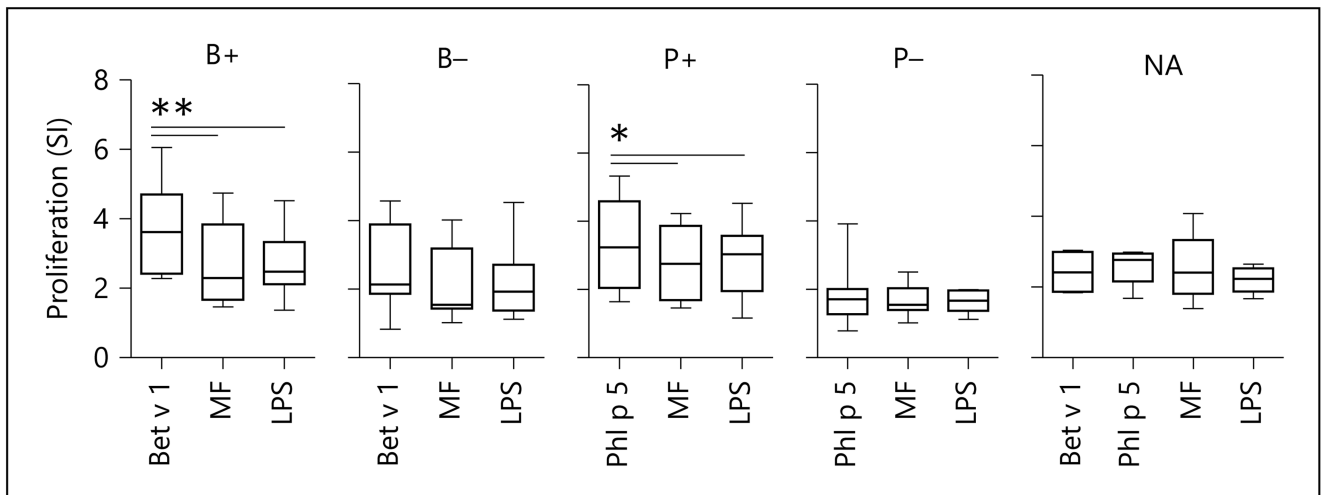 B+ B– P+ P– NA
Proliferation (SI)
8
6
4
2
0
** *
Bet v 1 MF LPS Bet v 1 MF LPS Phl p 5 MF LPS Phl p 5 MF LPS Bet v 1 Phl p 5 MF LPS